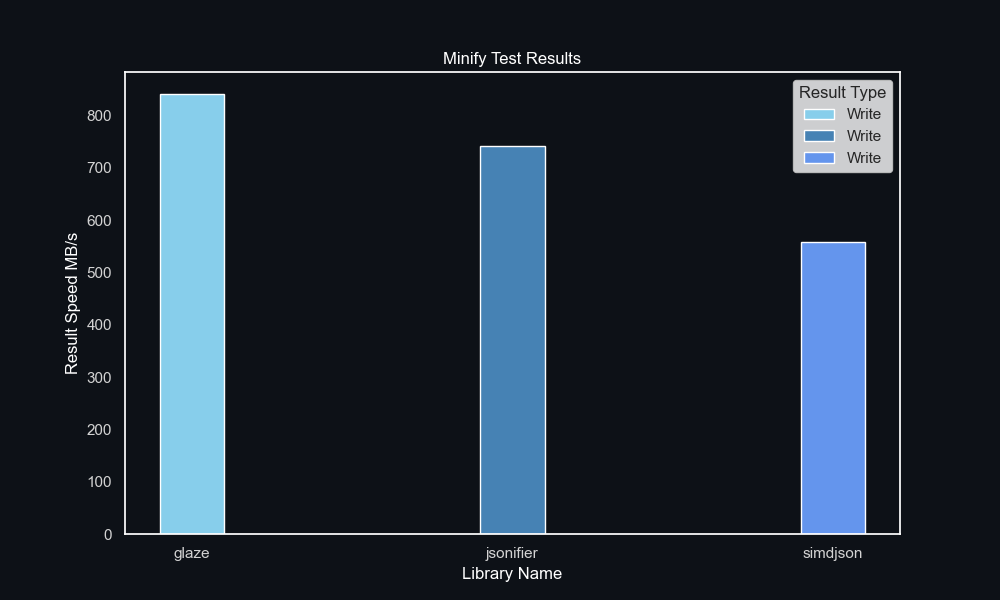 Minify Test Results
Result Type
Write
Write
Write
Result Speed MB/s
800
700
600
500
400
300
200
100
0
glaze
jsonifier
simdjson
Library Name